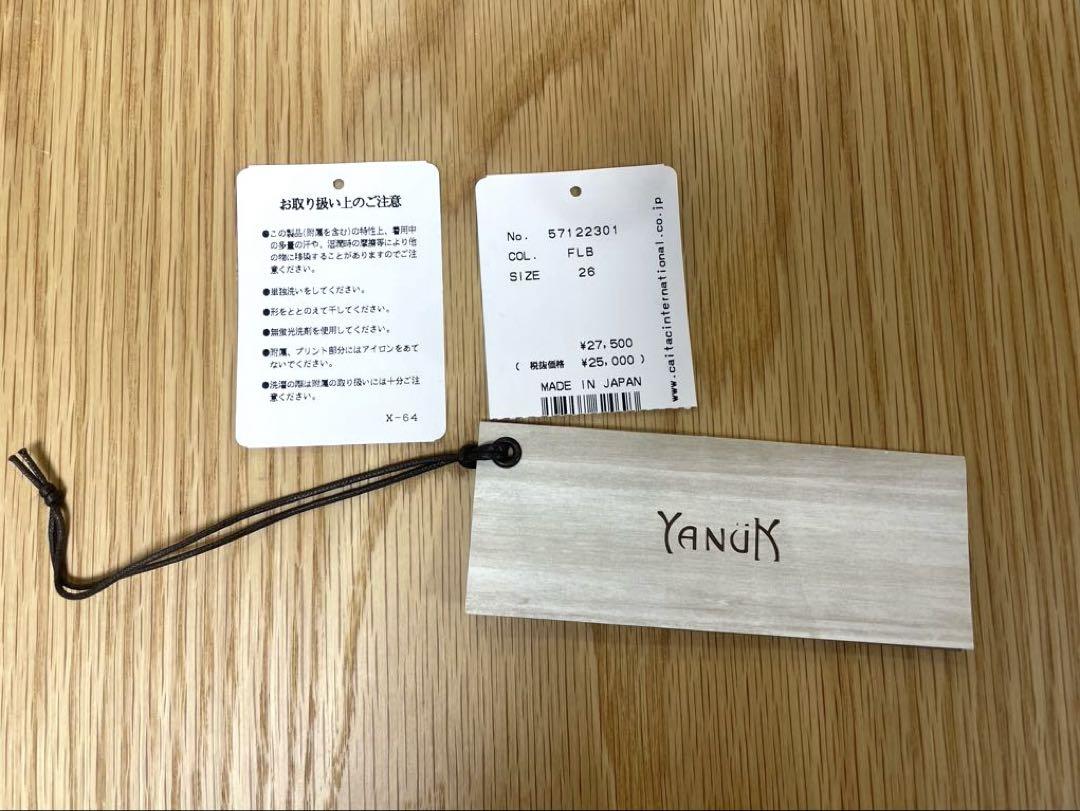 お取り扱い上のご注意
●この製品(附属を含む)の特性上、着用中
の多量の汗や、湿潤時の摩擦等により他
の物に移染することがありますのでご注
意ください。
●単独洗いをしてください。
●形をととのえて干してください。
●無蛍光洗剤を使用してください。
●附属、プリント部分にはアイロンをあて
ないでください。
●洗濯の際は附属の取り扱いには十分ご注
意ください。
X-64
No. 57122301
COL. FLB
SIZE 26
¥27,500
( 税抜価格 ¥25,000 )
MADE IN JAPAN
www.caitacinternational.co.jp
YANÜK